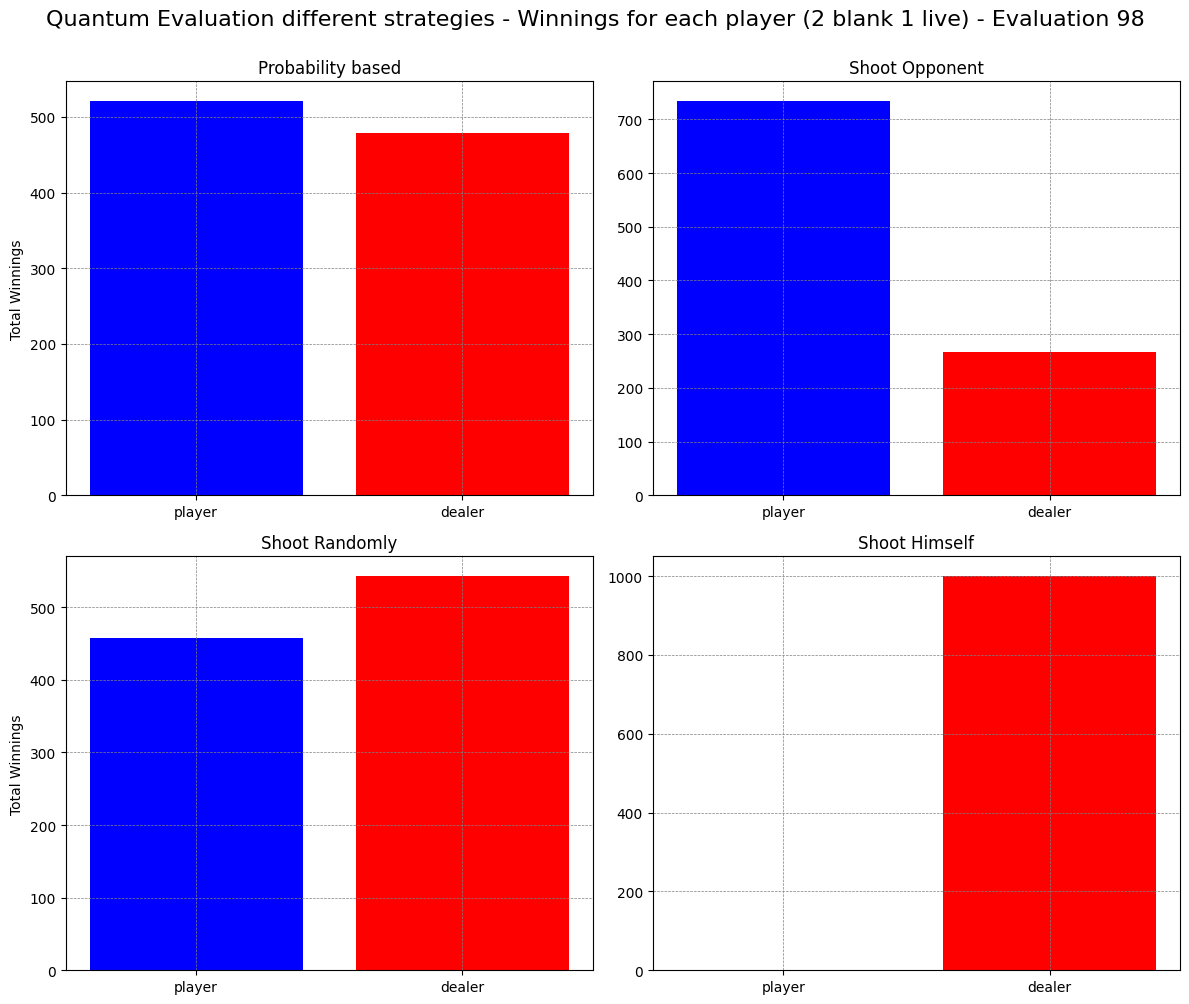 Quantum Evaluation different strategies - Winnings for each player (2 blank 1 live) - Evaluation 98
Probability based
Total Winnings
500
400
300
200
100
0
player dealer
Shoot Opponent
700
600
500
400
300
200
100
0
player dealer
Shoot Randomly
Total Winnings
500
400
300
200
100
0
player dealer
Shoot Himself
1000
800
600
400
200
0
player dealer